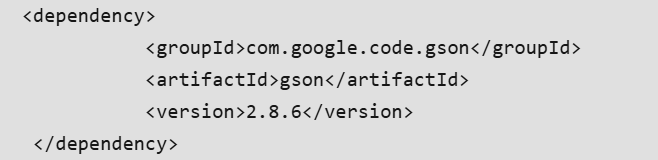 <dependency>
<groupId>com.google.code.gson</groupId>
<artifactId>gson</artifactId>
<version>2.8.6</version>
</dependency>